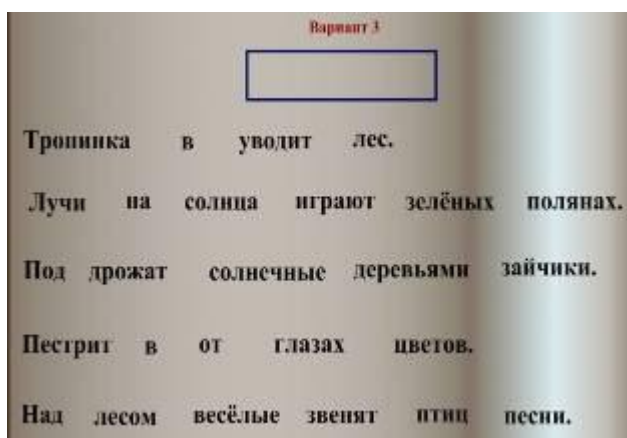 Вариант 3
Тропинка в уводит лес.
Лучи на солнца играют зелёных полянах.
Под дрожат солнечные деревьями зайчики.
Пестрит в от глазах цветов.
Над лесом весёлые звенят птиц песни.